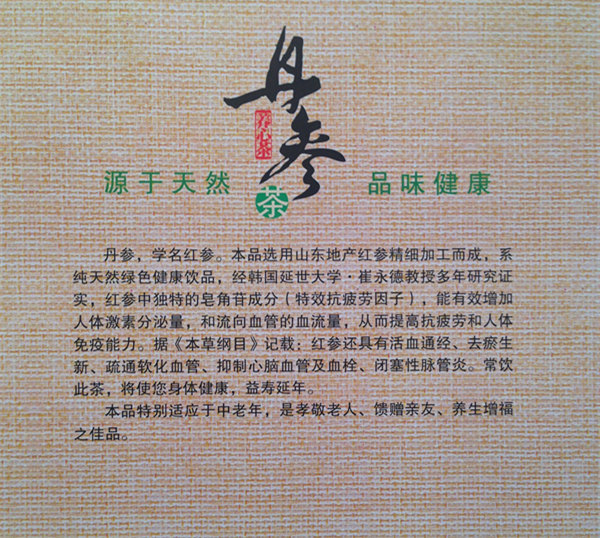 丹参
养心茶
茶
源于天然 品味健康
丹参，学名红参。本品选用山东地产红参精细加工而成，系
纯天然绿色健康饮品，经韩国延世大学·崔永德教授多年研究证
实，红参中独特的皂角苷成分（特效抗疲劳因子），能有效增加
人体激素分泌量，和流向血管的血流量，从而提高抗疲劳和人体
免疫能力。据《本草纲目》记载：红参还具有活血通经、去瘀生
新、疏通软化血管、抑制心脑血管及血栓、闭塞性脉管炎。常饮
此茶，将使您身体健康，益寿延年。
本品特别适应于中老年，是孝敬老人、馈赠亲友、养生增福
之佳品。